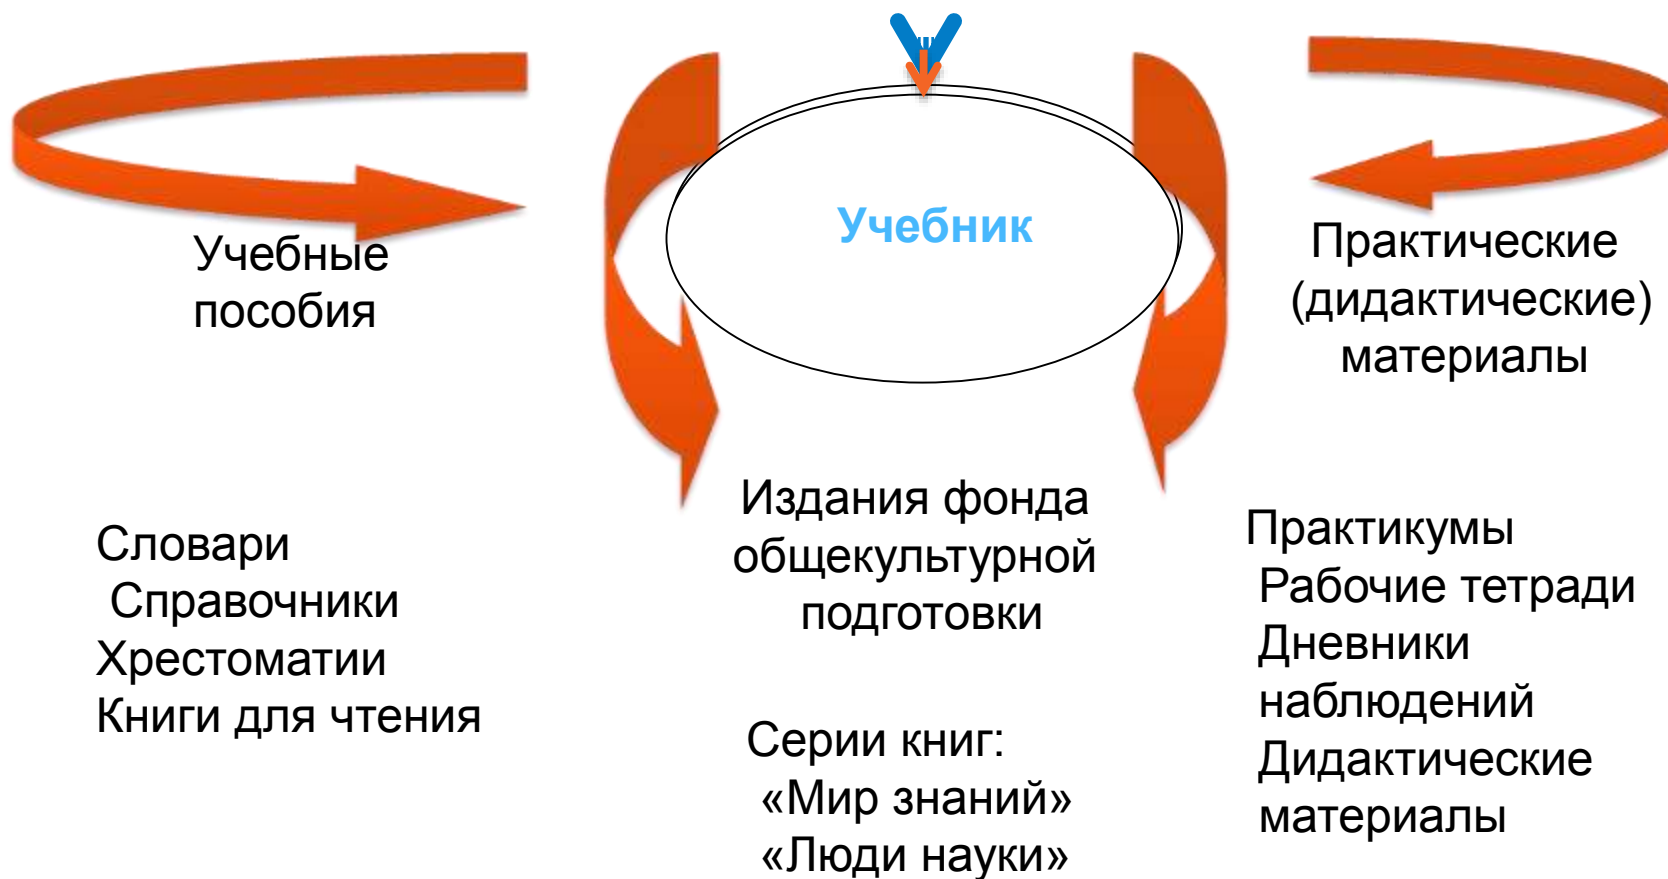 Учебник
Учебные
пособия
Практические
(дидактические)
материалы
Словари
Справочники
Хрестоматии
Книги для чтения
Издания фонда
общекультурной
подготовки
Серии книг:
«Мир знаний»
«Люди науки»
Практикумы
Рабочие тетради
Дневники
наблюдений
Дидактические
материалы